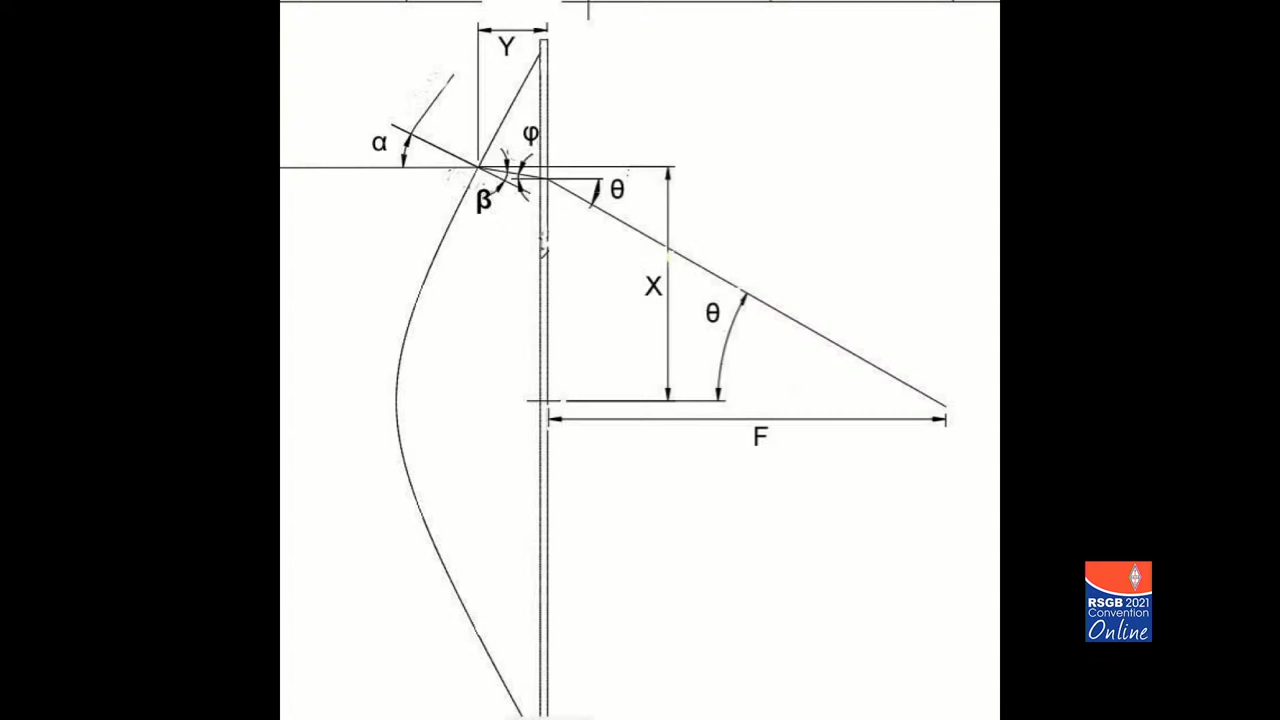 Y
φ
α
θ
β
X
θ
F
RSGB 2021
Convention
Online